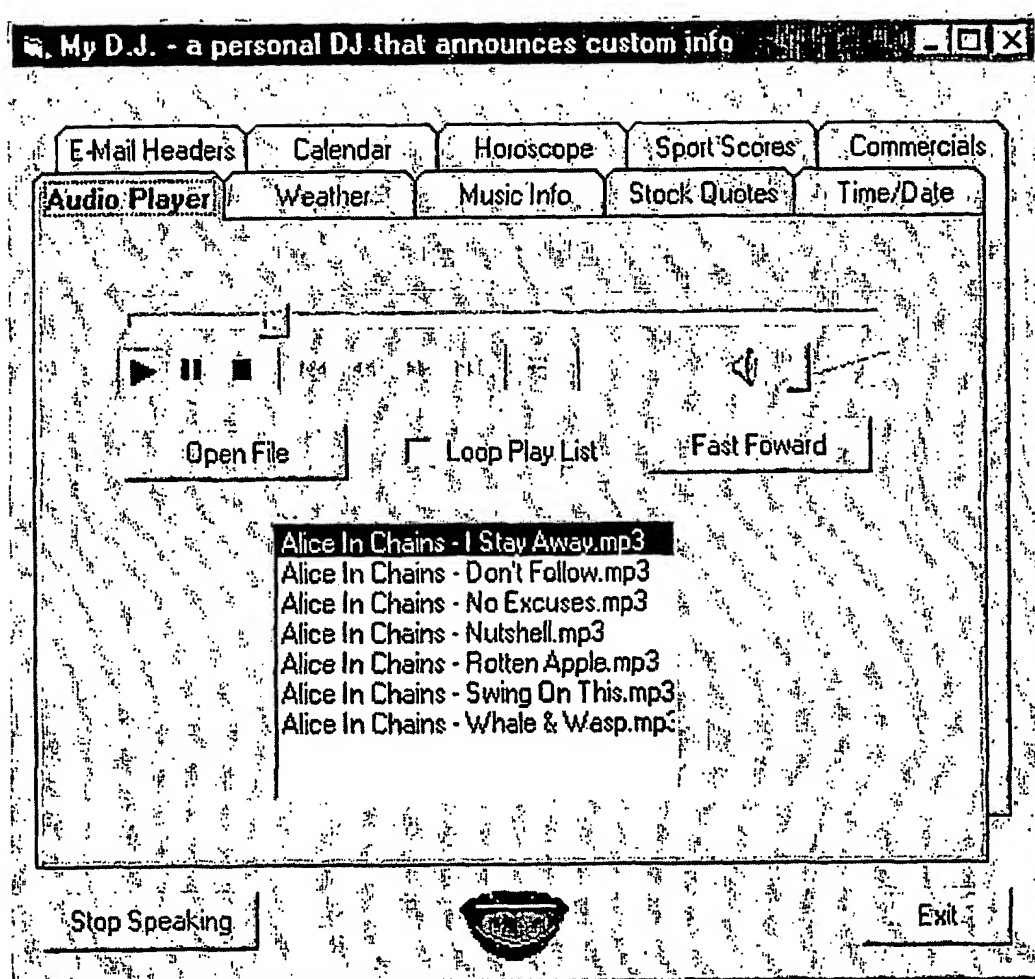 My D.J. - a personal DJ that announces custom info
E-Mail Headers Calendar Horoscope Sport Scores Commercials
Audio Player Weather Music Info Stock Quotes Time/Date
Open File Loop Play List Fast Foward
Alice In Chains - I Stay Away.mp3
Alice In Chains - Don't Follow.mp3
Alice In Chains - No Excuses.mp3
Alice In Chains - Nutshell.mp3
Alice In Chains - Rotten Apple.mp3
Alice In Chains - Swing On This.mp3
Alice In Chains - Whale & Wasp.mp3
Stop Speaking Exit